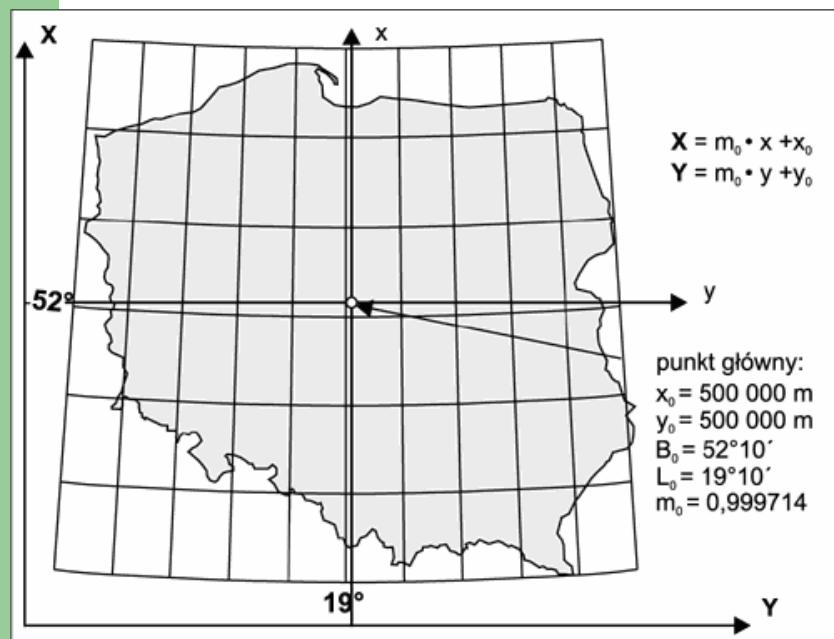 X
x
X = m₀• x +x₀
Y = m₀• y +y₀
52°
y
punkt główny:
x₀ = 500 000 m
y₀ = 500 000 m
B₀ = 52°10´
L₀ = 19°10´
m₀ = 0,999714
19°
Y